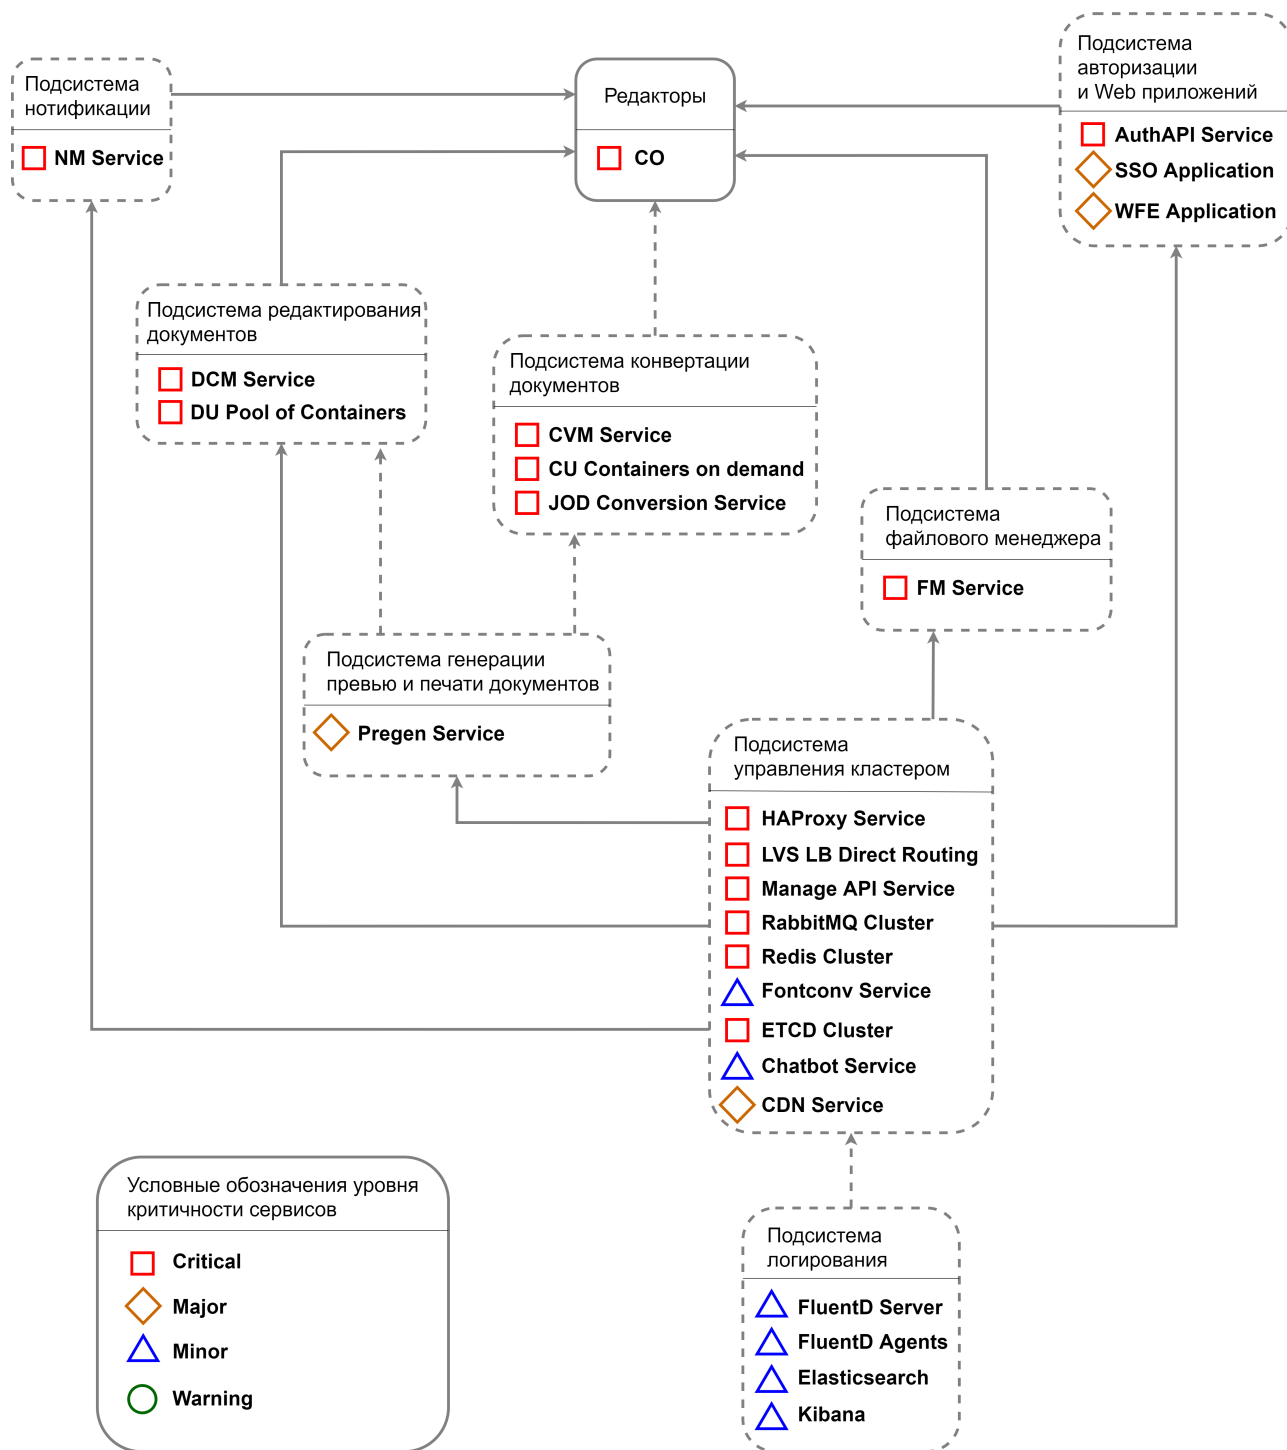 Подсистема
нотификации
NM Service
Редакторы
CO
Подсистема
авторизации
и Web приложений
AuthAPI Service
SSO Application
WFE Application
Подсистема редактирования
документов
DCM Service
DU Pool of Containers
Подсистема конвертации
документов
CVM Service
CU Containers on demand
JOD Conversion Service
Подсистема
файлового менеджера
FM Service
Подсистема генерации
превью и печати документов
Pregen Service
Подсистема
управления кластером
HAProxy Service
LVS LB Direct Routing
Manage API Service
RabbitMQ Cluster
Redis Cluster
Fontconv Service
ETCD Cluster
Chatbot Service
CDN Service
Условные обозначения уровня
критичности сервисов
Critical
Major
Minor
Warning
Подсистема
логирования
FluentD Server
FluentD Agents
Elasticsearch
Kibana